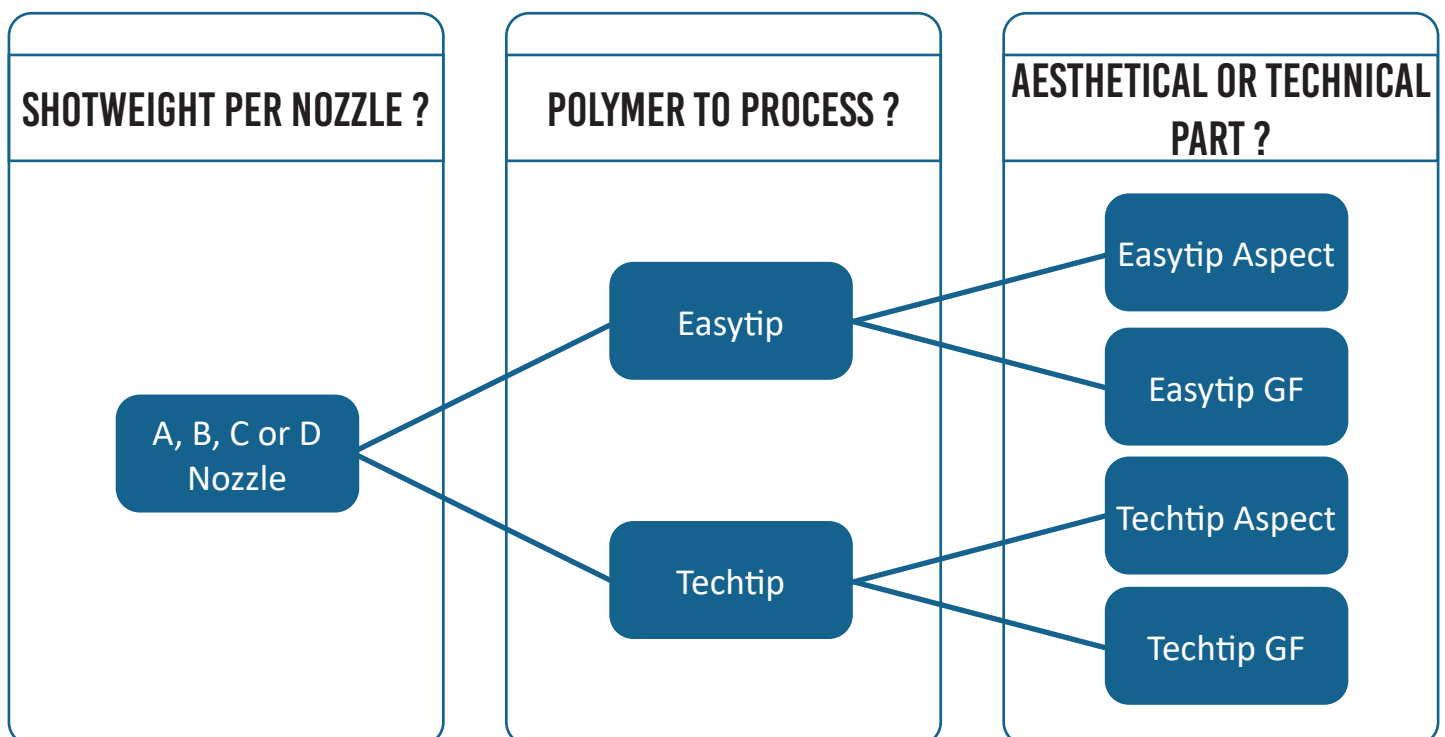 SHOTWEIGHT PER NOZZLE ?
POLYMER TO PROCESS ?
AESTHETICAL OR TECHNICAL
PART ?
A, B, C or D
Nozzle
Easytip
Techtip
Easytip Aspect
Easytip GF
Techtip Aspect
Techtip GF